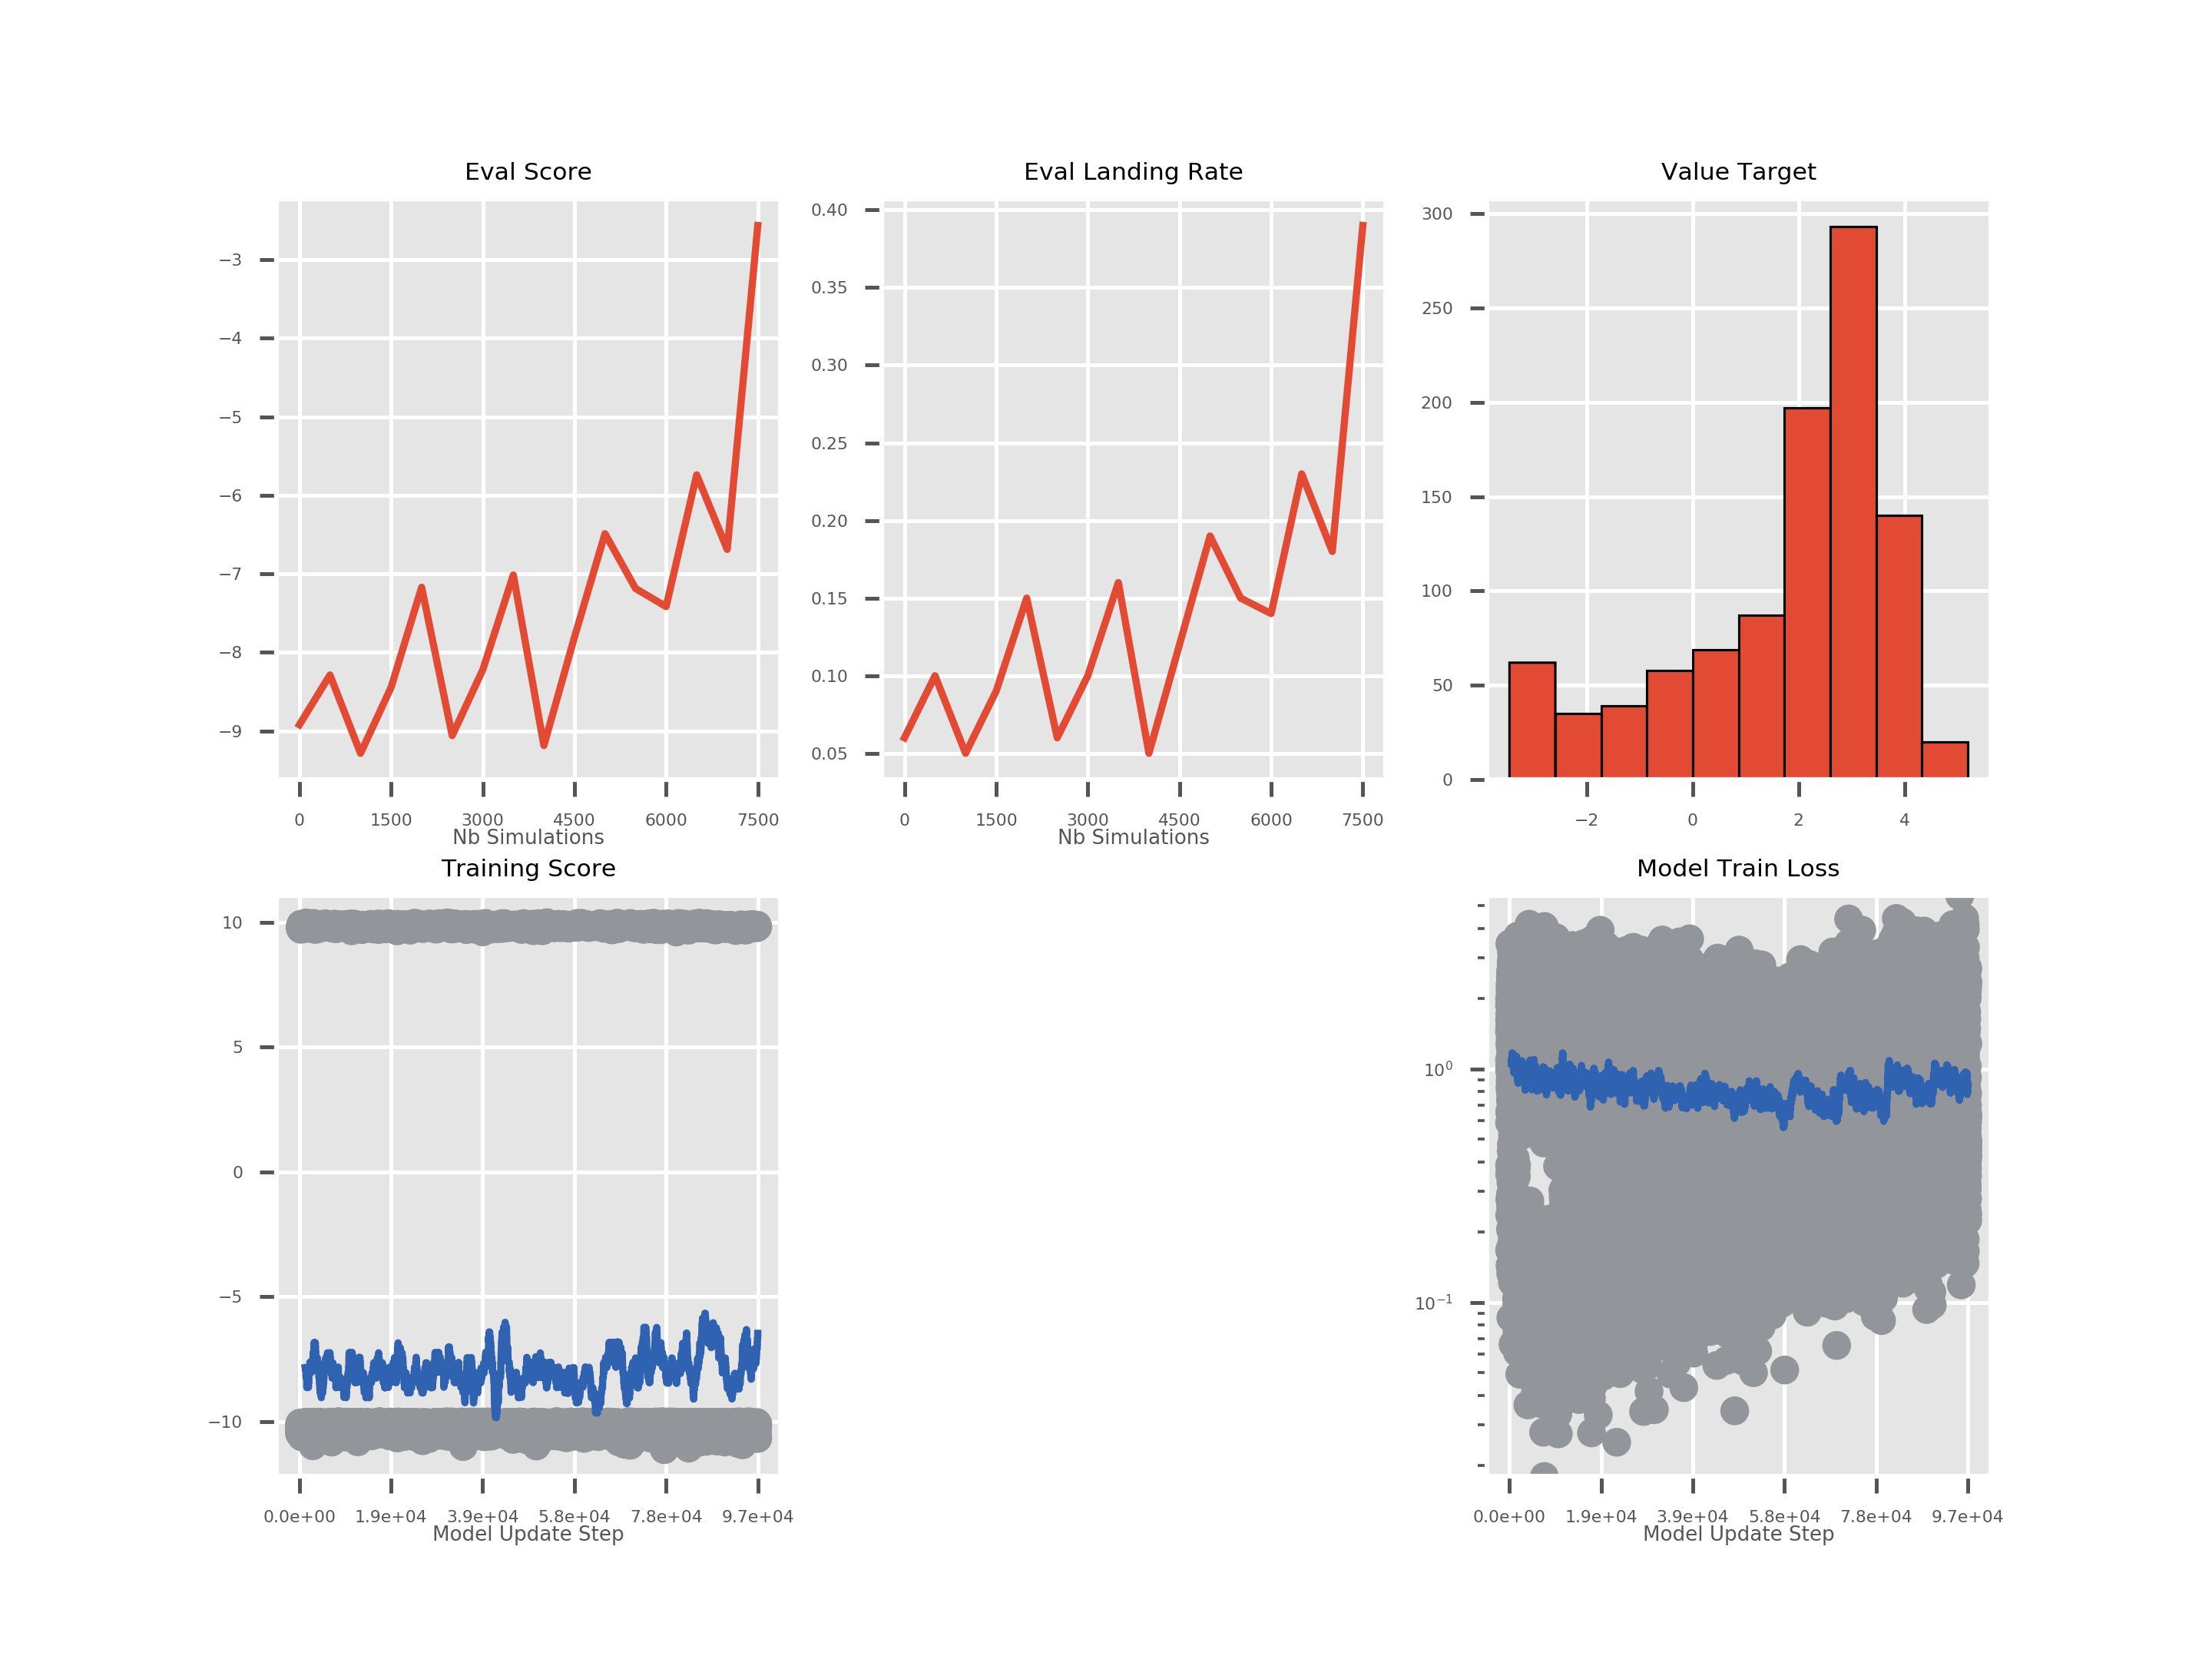 Eval Score
−3
−4
−5
−6
−7
−8
−9
0 1500 3000 4500 6000 7500
Nb Simulations
Eval Landing Rate
0.40
0.35
0.30
0.25
0.20
0.15
0.10
0.05
0 1500 3000 4500 6000 7500
Nb Simulations
Value Target
300
250
200
150
100
50
0
−2 0 2 4
Training Score
10
5
0
−5
−10
0.0e+00 1.9e+04 3.9e+04 5.8e+04 7.8e+04 9.7e+04
Model Update Step
Model Train Loss
10⁰
10⁻¹
0.0e+00 1.9e+04 3.9e+04 5.8e+04 7.8e+04 9.7e+04
Model Update Step